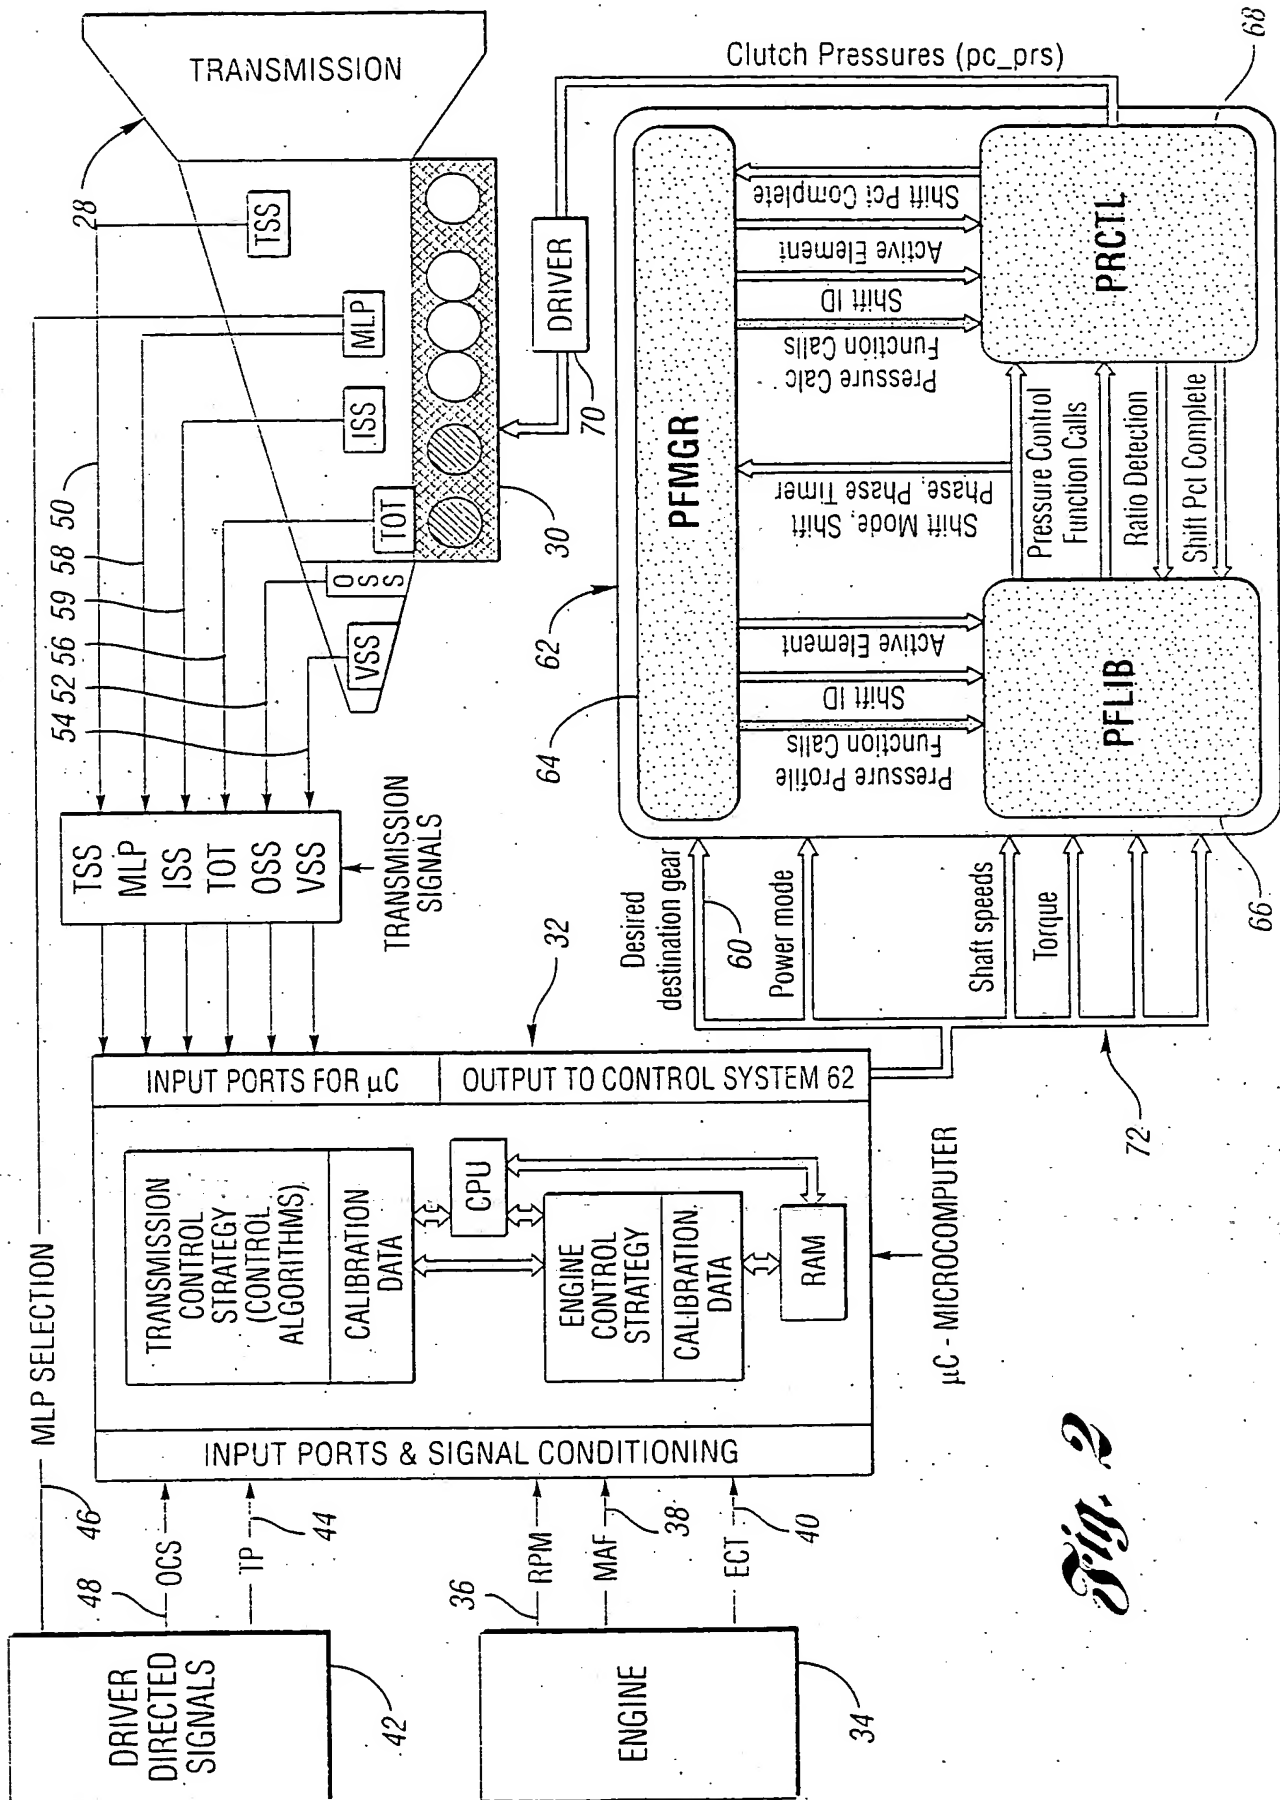 DRIVER
DIRECTED
SIGNALS
42
MLP SELECTION
46
48
OCS
TP
44
ENGINE
34
36
RPM
MAF
38
ECT
40
INPUT PORTS & SIGNAL CONDITIONING
TRANSMISSION
CONTROL
STRATEGY
(CONTROL
ALGORITHMS)
CALIBRATION
DATA
CPU
ENGINE
CONTROL
STRATEGY
CALIBRATION
DATA
RAM
µC - MICROCOMPUTER
INPUT PORTS FOR µC
OUTPUT TO CONTROL SYSTEM 62
32
TSS
MLP
ISS
TOT
OSS
VSS
TRANSMISSION
SIGNALS
54
52
56
59
58
50
28
TRANSMISSION
TSS
MLP
ISS
TOT
OSS
VSS
30
DRIVER
70
Clutch Pressures (pc_prs)
Desired
destination gear
60
Power mode
Shaft speeds
Torque
72
62
64
PFMGR
Pressure Profile
Function Calls
Shift ID
Active Element
Shift Mode, Shift
Phase, Phase Timer
Pressure Calc
Function Calls
Shift ID
Active Element
Shift Pct Complete
PFLIB
66
Pressure Control
Function Calls
Ratio Detection
Shift Pct Complete
PRCTL
68
Fig. 2